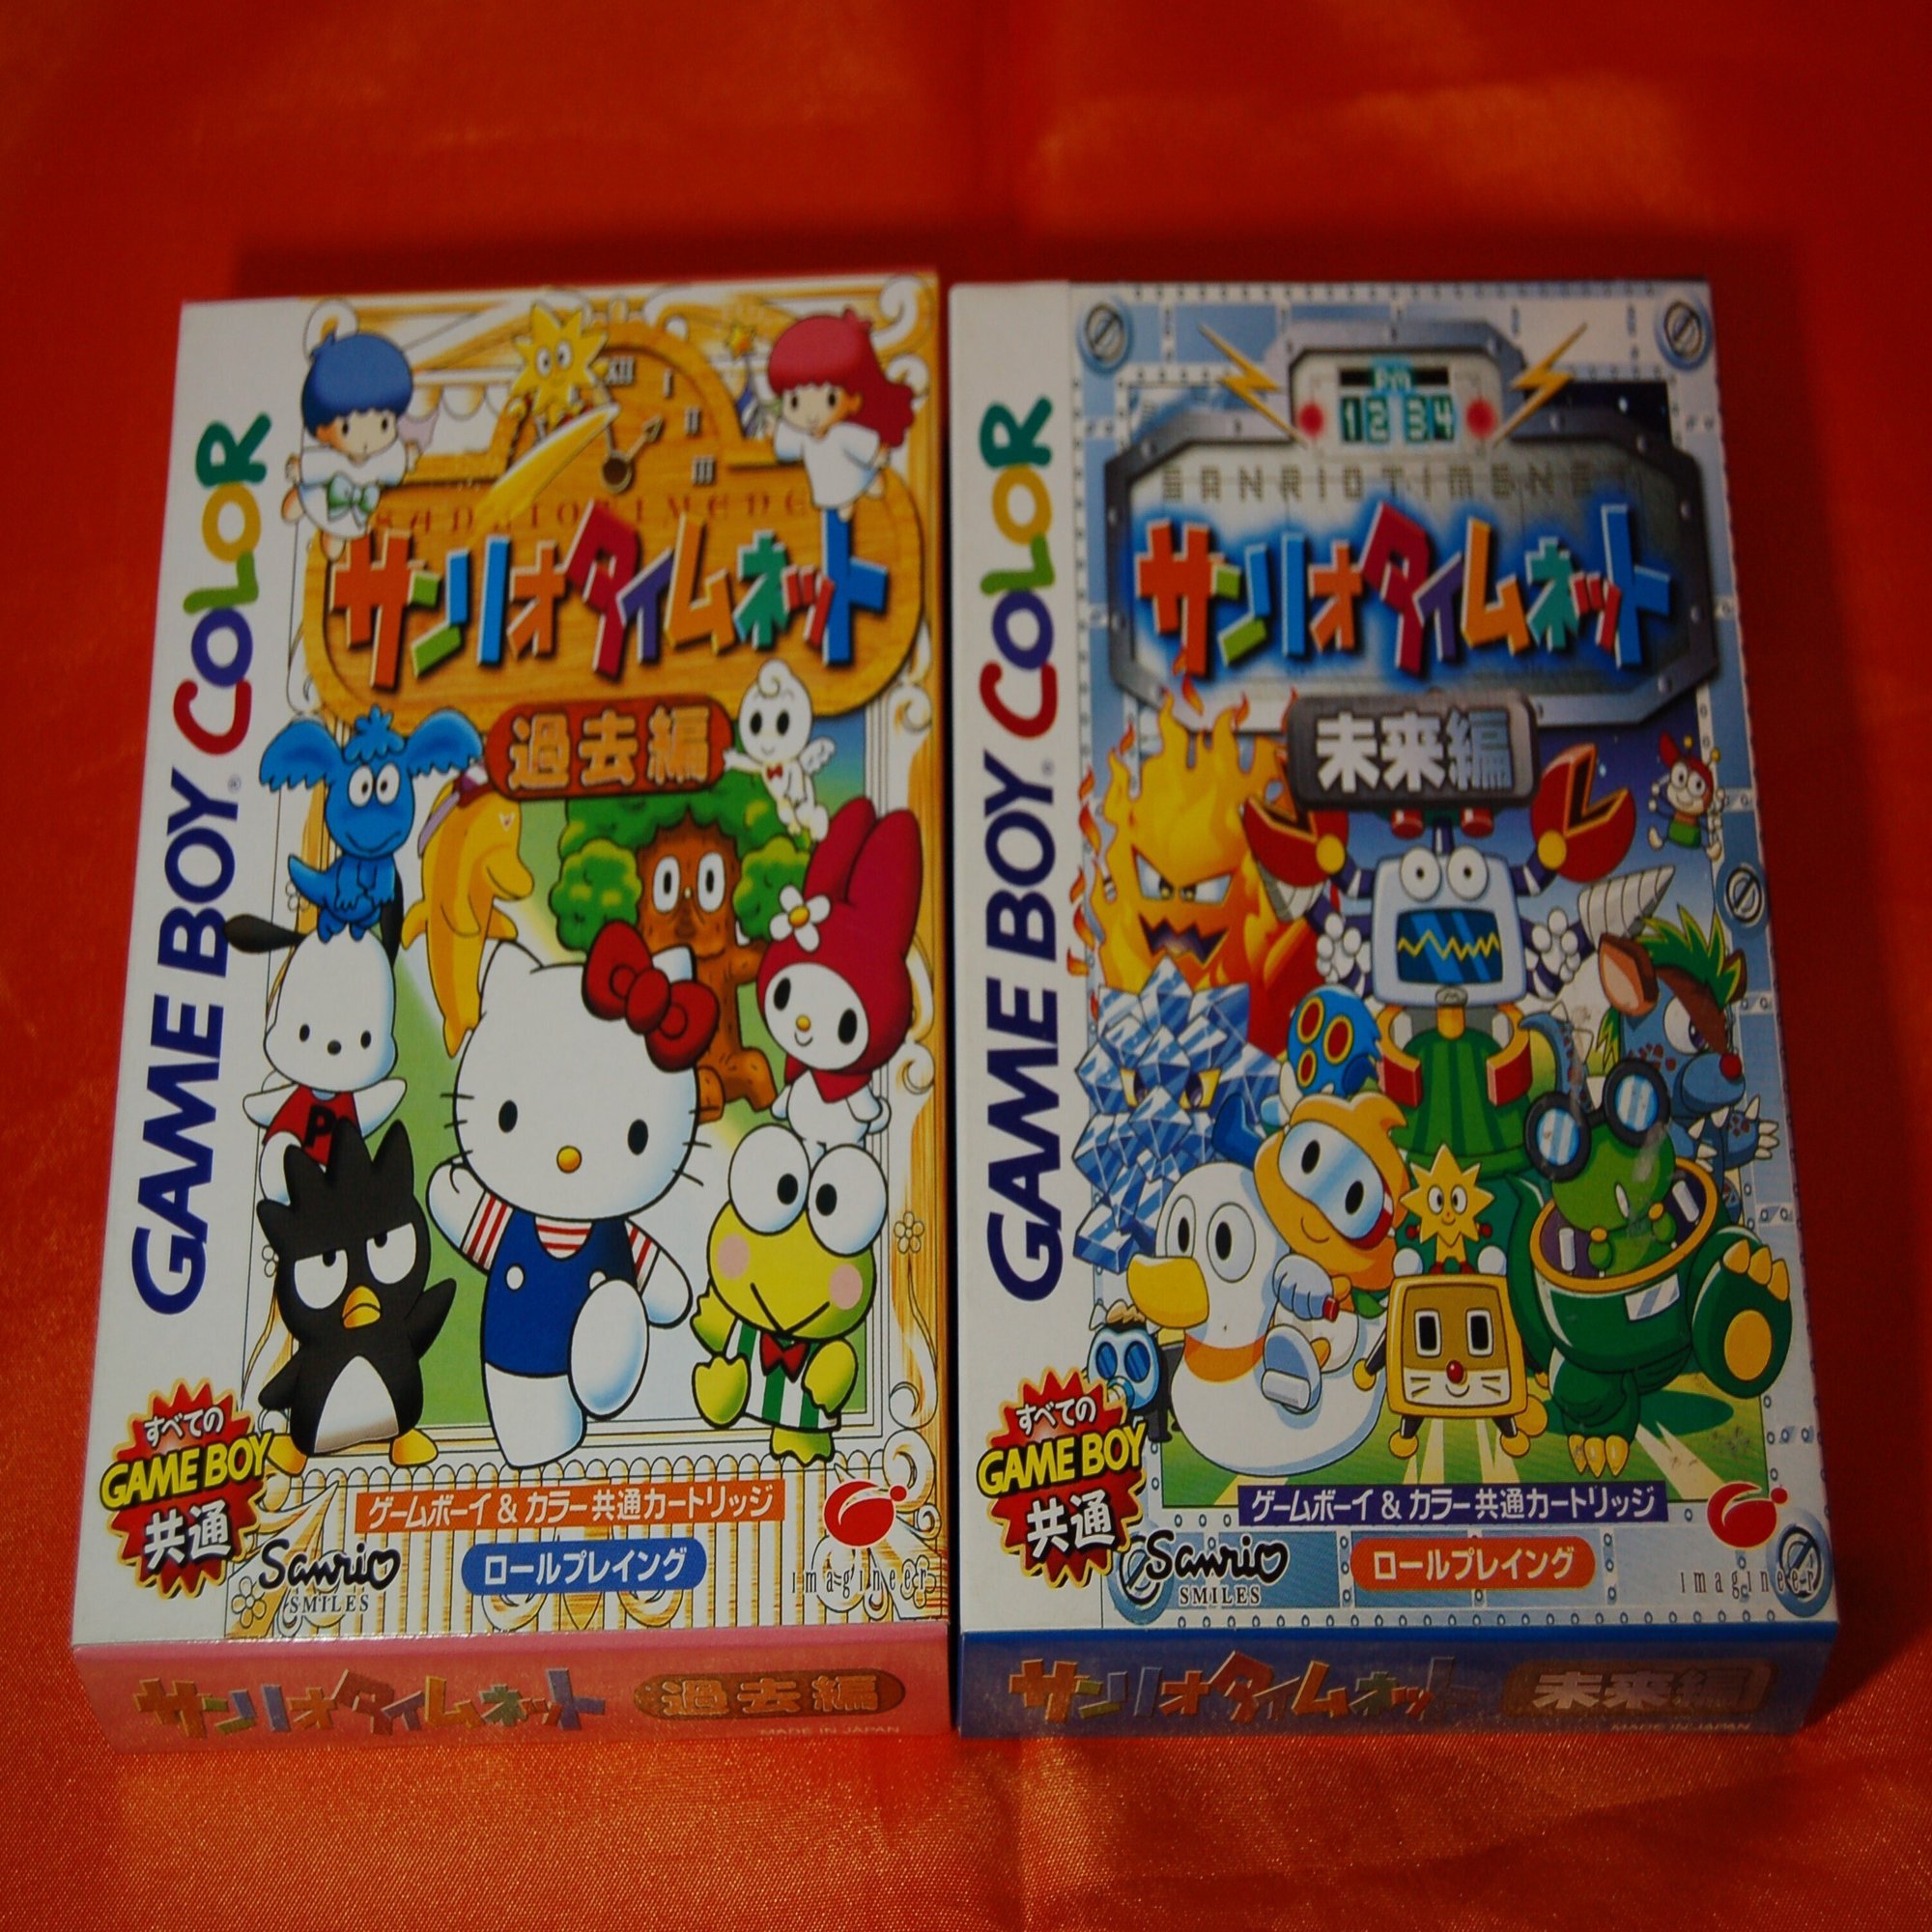 GAME BOY COLOR
XII
I
II
III
サンリオタイムネット
過去編
P
すべての
GAME BOY
共通
ゲームボーイ&カラー共通カートリッジ
ロールプレイング
Sanrio
SMILES
imagineer
サンリオタイムネット 過去編
MADE IN JAPAN
GAME BOY COLOR
12 34
SANRIOTIMENET
サンリオタイムネット
未来編
すべての
GAME BOY
共通
ゲームボーイ&カラー共通カートリッジ
ロールプレイング
Sanrio
SMILES
imagineer
サンリオタイムネット 未来編
MADE IN JAPAN